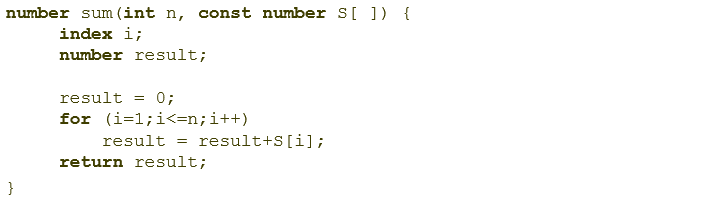 number sum(int n, const number S[ ]) {
index i;
number result;
result = 0;
for (i=1;i<=n;i++)
result = result+S[i];
return result;
}